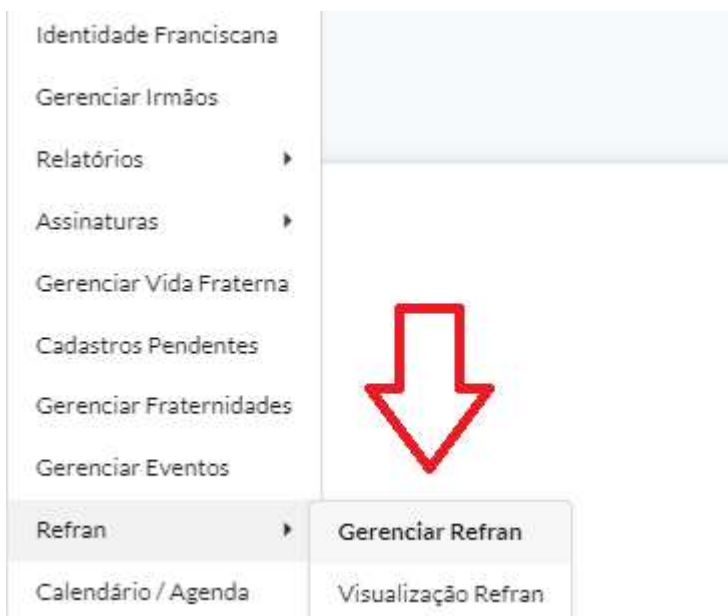 Identidade Franciscana
Gerenciar Irmãos
Relatórios
Assinaturas
Gerenciar Vida Fraterna
Cadastros Pendentes
Gerenciar Fraternidades
Gerenciar Eventos
Refran
Gerenciar Refran
Calendário / Agenda
Visualização Refran